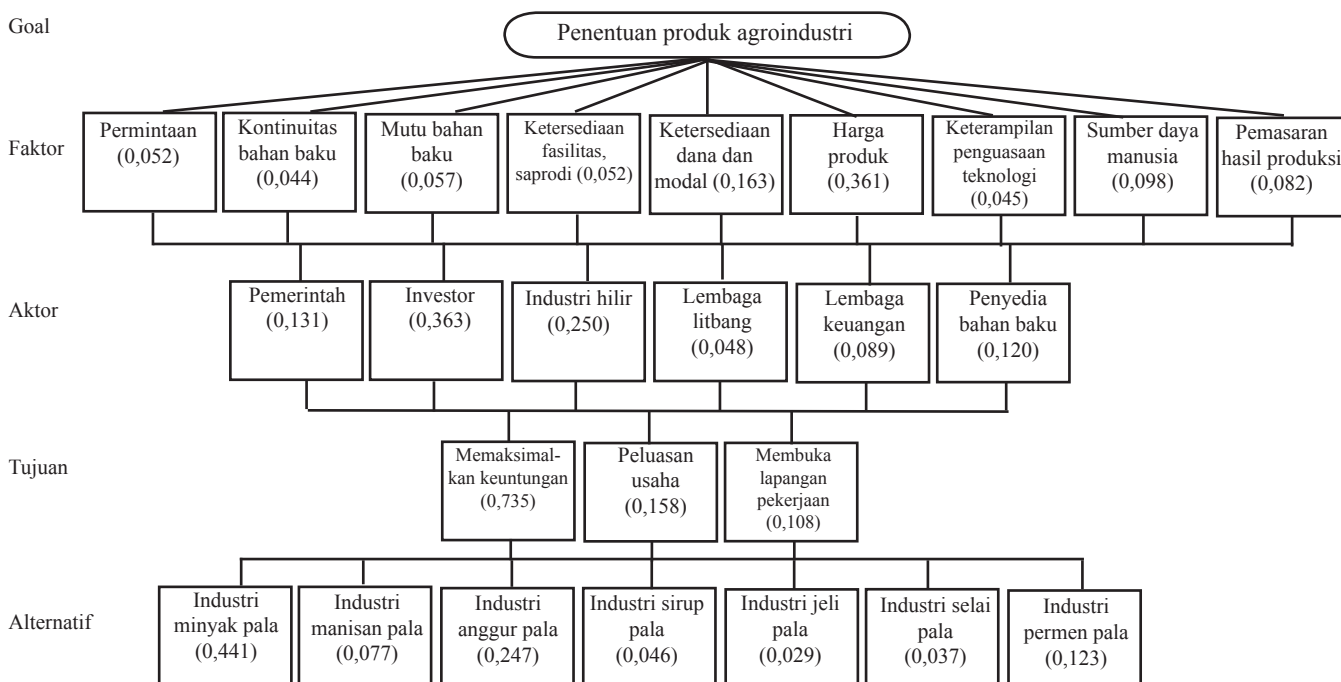 Goal
Penentuan produk agroindustri
Faktor
Permintaan
(0,052)
Kontinuitas
bahan baku
(0,044)
Mutu bahan
baku
(0,057)
Ketersediaan
fasilitas,
saprodi (0,052)
Ketersediaan
dana dan
modal (0,163)
Harga
produk
(0,361)
Keterampilan
penguasaan
teknologi
(0,045)
Sumber daya
manusia
(0,098)
Pemasaran
hasil produksi
(0,082)
Aktor
Pemerintah
(0,131)
Investor
(0,363)
Industri hilir
(0,250)
Lembaga
litbang
(0,048)
Lembaga
keuangan
(0,089)
Penyedia
bahan baku
(0,120)
Tujuan
Memaksimal-
kan keuntungan
(0,735)
Peluasan
usaha
(0,158)
Membuka
lapangan
pekerjaan
(0,108)
Alternatif
Industri
minyak pala
(0,441)
Industri
manisan pala
(0,077)
Industri
anggur pala
(0,247)
Industri sirup
pala
(0,046)
Industri jeli
pala
(0,029)
Industri selai
pala
(0,037)
Industri
permen pala
(0,123)